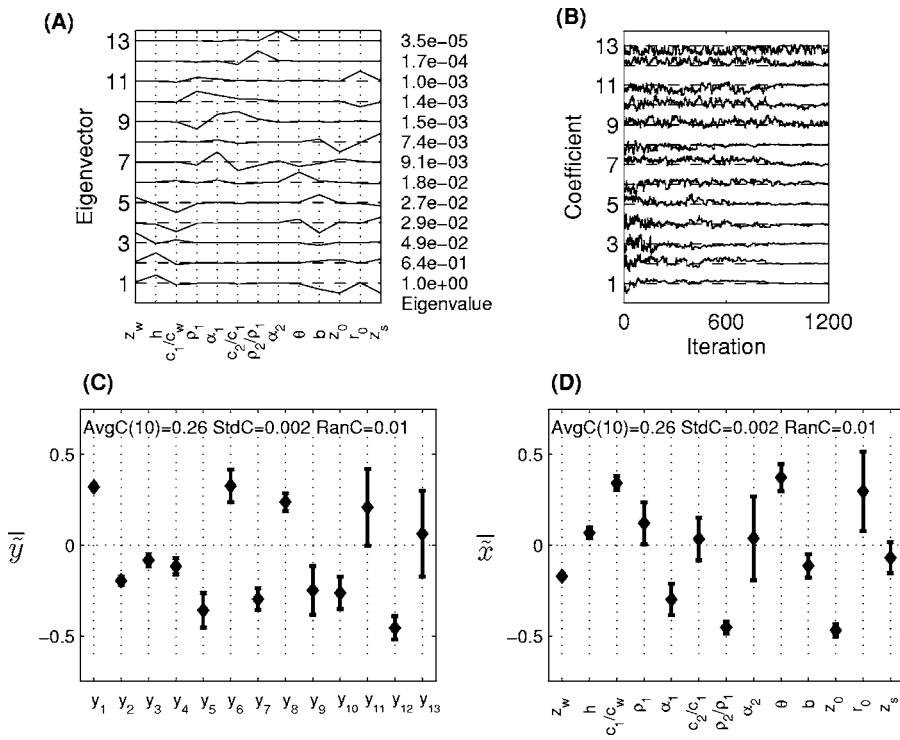 (A)
Eigenvector
13
11
9
7
5
3
1
3.5e−05
1.7e−04
1.0e−03
1.4e−03
1.5e−03
7.4e−03
9.1e−03
1.8e−02
2.7e−02
2.9e−02
4.9e−02
6.4e−01
1.0e+00
Eigenvalue
z_w h c_1/c_w ρ_1 α_1 c_2/c_1 ρ_2/ρ_1 α_2 θ b z_0 r_0 z_s
(B)
Coefficient
13
11
9
7
5
3
1
0 600 1200
Iteration
(C)
AvgC(10)=0.26 StdC=0.002 RanC=0.01
0.5
0
−0.5
y_1 y_2 y_3 y_4 y_5 y_6 y_7 y_8 y_9 y_10 y_11 y_12 y_13
(D)
AvgC(10)=0.26 StdC=0.002 RanC=0.01
0.5
0
−0.5
z_w h c_1/c_w ρ_1 α_1 c_2/c_1 ρ_2/ρ_1 α_2 θ b z_0 r_0 z_s